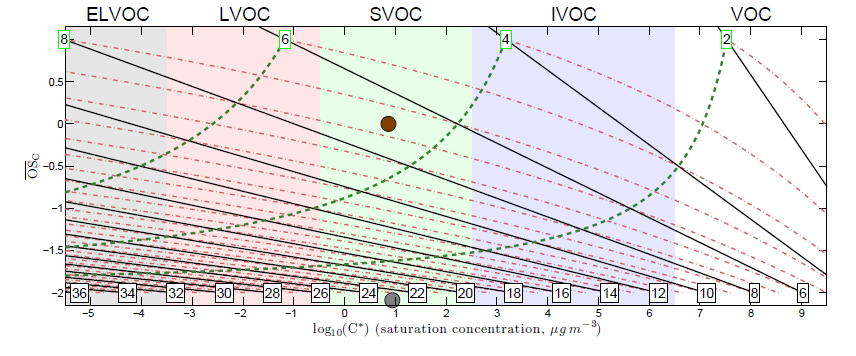 ELVOC LVOC SVOC IVOC VOC
8 6 4 2
0.5
0
−0.5
−1
−1.5
−2
OSC
36 34 32 30 28 26 24 22 20 18 16 14 12 10 8 6
−5 −4 −3 −2 −1 0 1 2 3 4 5 6 7 8 9
log10(C*) (saturation concentration, μg m−3)